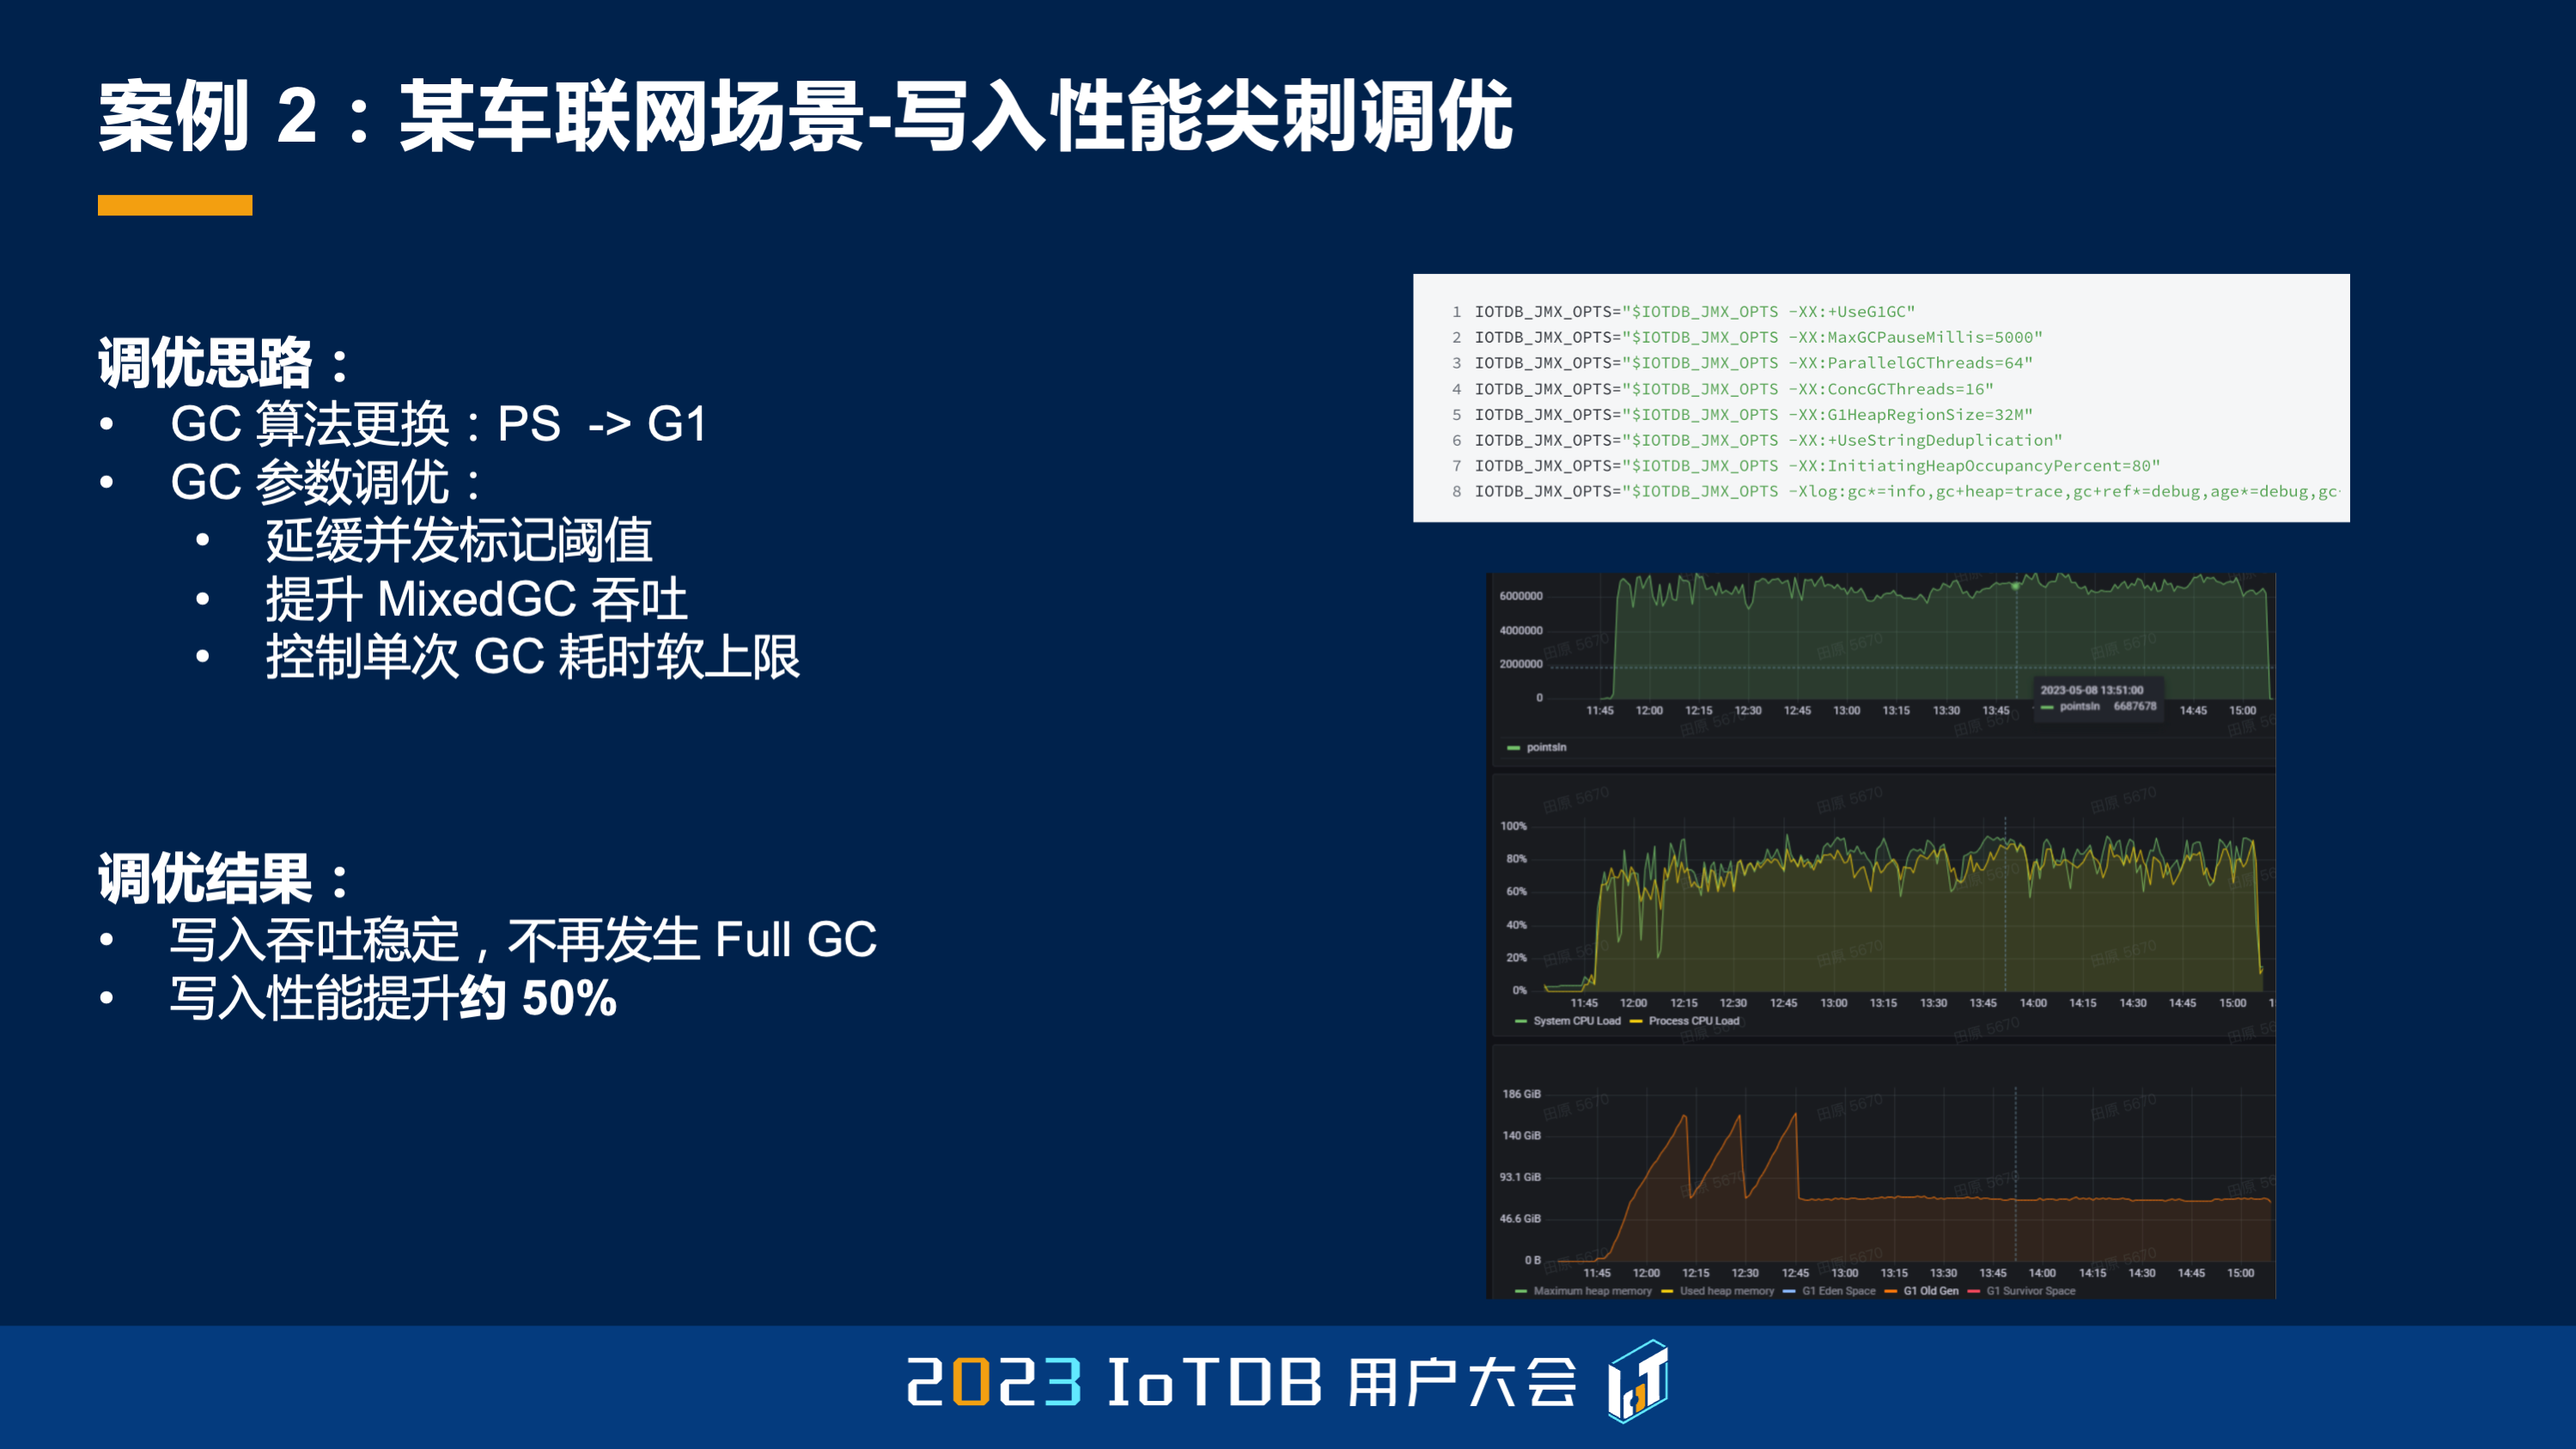 案例 2：某车联网场景-写入性能尖刺调优
调优思路：
• GC 算法更换：PS -> G1
• GC 参数调优：
• 延缓并发标记阈值
• 提升 MixedGC 吞吐
• 控制单次 GC 耗时软上限
调优结果：
• 写入吞吐稳定，不再发生 Full GC
• 写入性能提升约 50%
1 IOTDB_JMX_OPTS="$IOTDB_JMX_OPTS -XX:+UseG1GC"
2 IOTDB_JMX_OPTS="$IOTDB_JMX_OPTS -XX:MaxGCPauseMillis=5000"
3 IOTDB_JMX_OPTS="$IOTDB_JMX_OPTS -XX:ParallelGCThreads=64"
4 IOTDB_JMX_OPTS="$IOTDB_JMX_OPTS -XX:ConcGCThreads=16"
5 IOTDB_JMX_OPTS="$IOTDB_JMX_OPTS -XX:G1HeapRegionSize=32M"
6 IOTDB_JMX_OPTS="$IOTDB_JMX_OPTS -XX:+UseStringDeduplication"
7 IOTDB_JMX_OPTS="$IOTDB_JMX_OPTS -XX:InitiatingHeapOccupancyPercent=80"
8 IOTDB_JMX_OPTS="$IOTDB_JMX_OPTS -Xlog:gc*=info,gc+heap=trace,gc+ref*=debug,age*=debug,gc-
6000000
4000000
2000000
0
11:45 12:00 12:15 12:30 12:45 13:00 13:15 13:30 13:45 14:45 15:00
2023-05-08 13:51:00
pointsIn 6687678
pointsIn
田原 5670
100%
80%
60%
40%
20%
0%
11:45 12:00 12:15 12:30 12:45 13:00 13:15 13:30 13:45 14:00 14:15 14:30 14:45 15:00 1
System CPU Load Process CPU Load
186 GiB
140 GiB
93.1 GiB
46.6 GiB
0 B
11:45 12:00 12:15 12:30 12:45 13:00 13:15 13:30 13:45 14:00 14:15 14:30 14:45 15:00
Maximum heap memory Used heap memory G1 Eden Space G1 Old Gen G1 Survivor Space
2023 IoTDB 用户大会